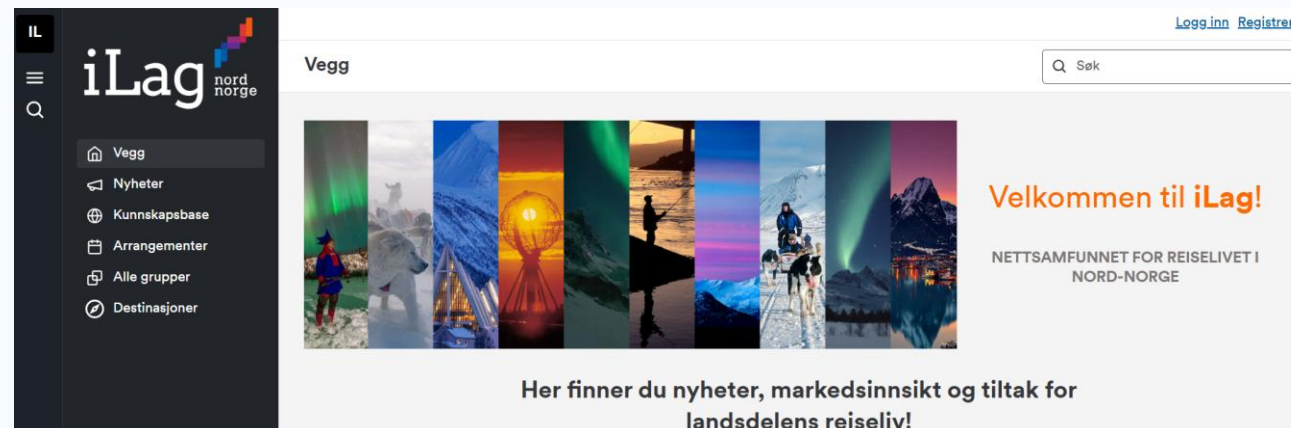 IL
iLag
nord
norge
Logg inn Registrer
Vegg
Søk
Vegg
Nyheter
Kunnskapsbase
Arrangementer
Alle grupper
Destinasjoner
Velkommen til iLag!
NETTSAMFUNNET FOR REISELIVET I
NORD-NORGE
Her finner du nyheter, markedsinnsikt og tiltak for
landsdelens reiseliv!